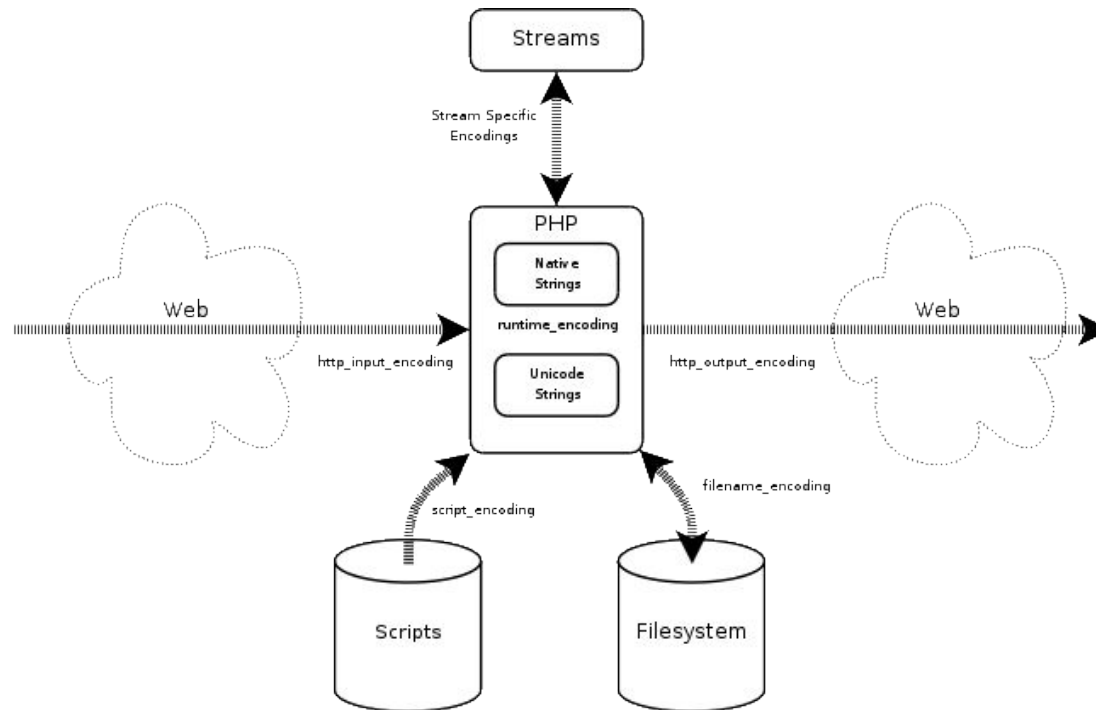 Streams
Stream Specific
Encodings
PHP
Native
Strings
Web
Web
runtime_encoding
http_input_encoding
http_output_encoding
Unicode
Strings
filename_encoding
script_encoding
Scripts
Filesystem